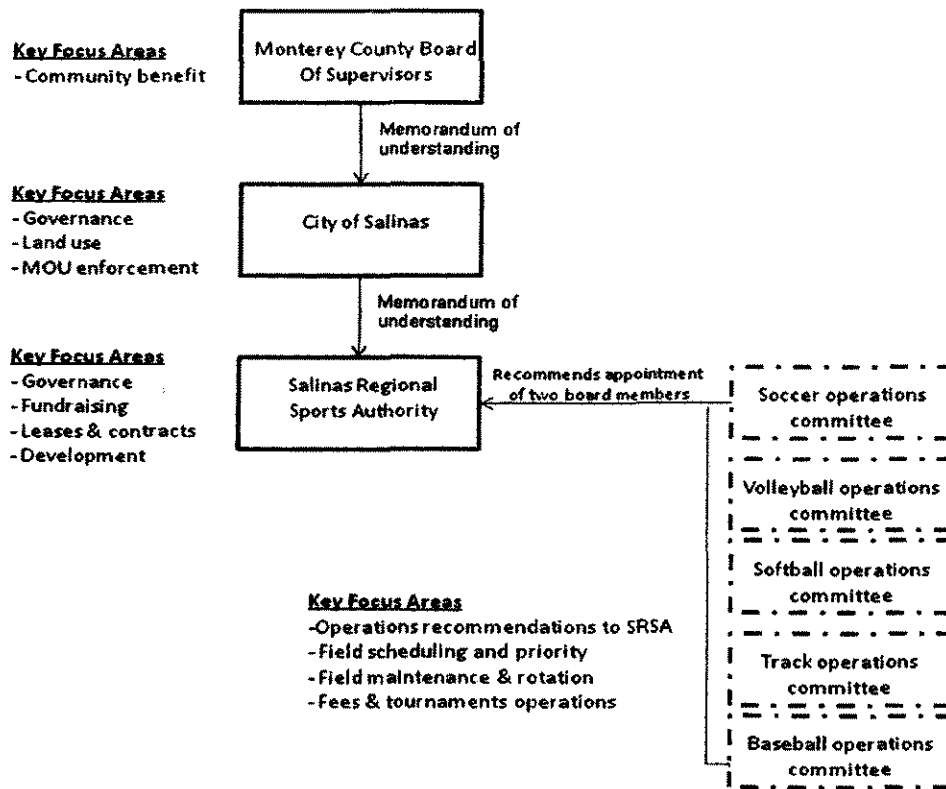 Key Focus Areas
- Community benefit
Monterey County Board
Of Supervisors
Memorandum of
understanding
Key Focus Areas
- Governance
- Land use
- MOU enforcement
City of Salinas
Memorandum of
understanding
Key Focus Areas
- Governance
- Fundraising
- Leases & contracts
- Development
Salinas Regional
Sports Authority
Recommends appointment
of two board members
Soccer operations
committee
Volleyball operations
committee
Softball operations
committee
Track operations
committee
Baseball operations
committee
Key Focus Areas
-Operations recommendations to SRSA
- Field scheduling and priority
- Field maintenance & rotation
- Fees & tournaments operations